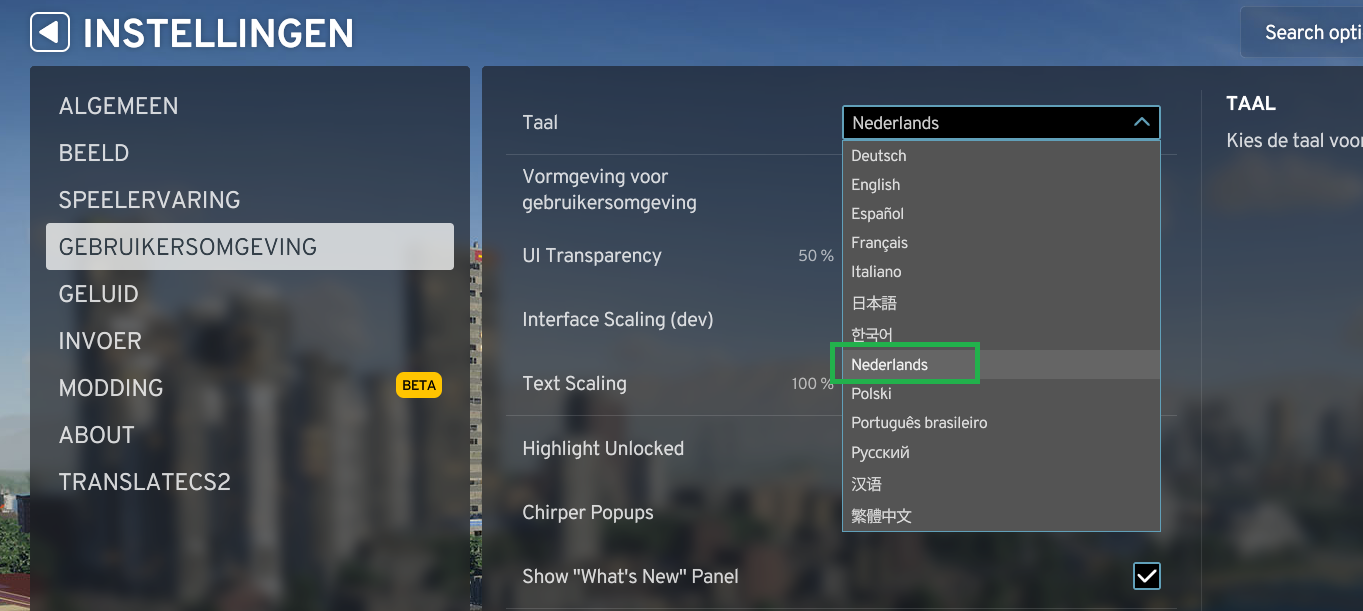 INSTELLINGEN
Search opti
ALGEMEEN
BEELD
SPEELERVARING
GEBRUIKERSOMGEVING
GELUID
INVOER
MODDING
BETA
ABOUT
TRANSLATECS2
Taal
Nederlands
Deutsch
English
Español
Français
Italiano
日本語
한국어
Nederlands
Polski
Português brasileiro
Русский
汉语
繁體中文
Vormgeving voor
gebruikersomgeving
UI Transparency
50 %
Interface Scaling (dev)
Text Scaling
100 %
Highlight Unlocked
Chirper Popups
Show "What's New" Panel
TAAL
Kies de taal voor